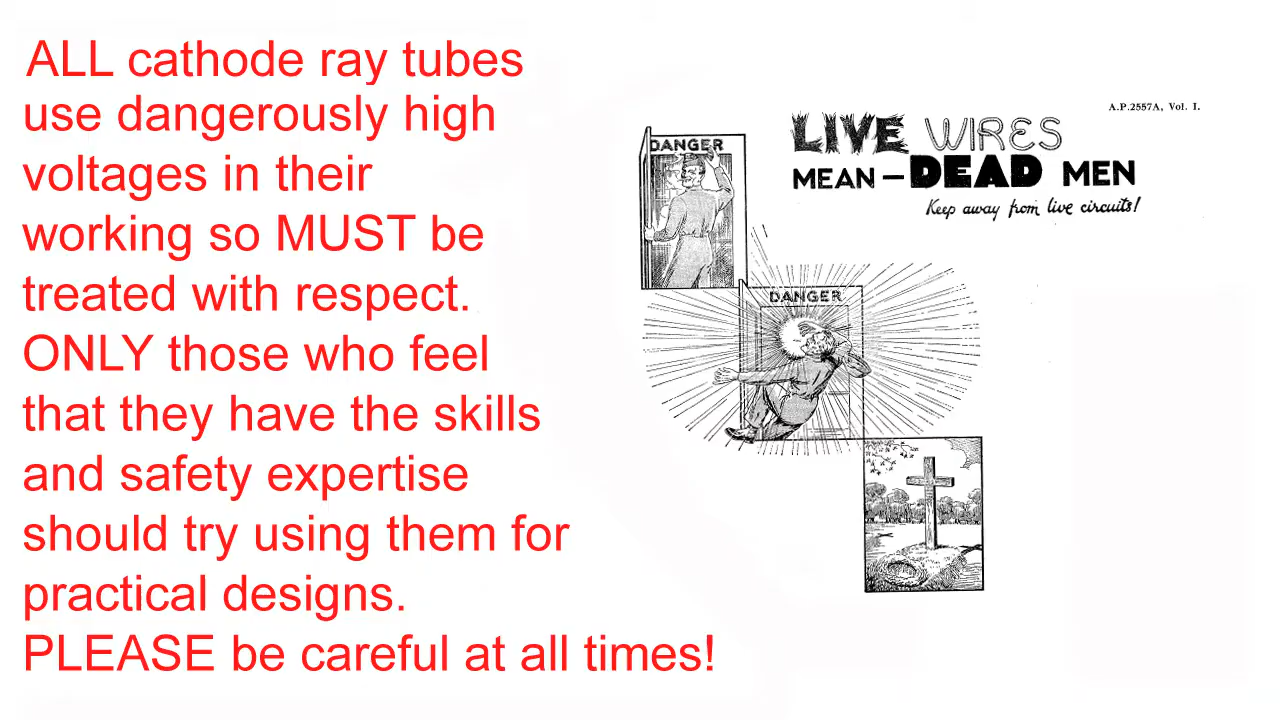 ALL cathode ray tubes
use dangerously high
voltages in their
working so MUST be
treated with respect.
ONLY those who feel
that they have the skills
and safety expertise
should try using them for
practical designs.
PLEASE be careful at all times!
A.P.2557A, Vol. I.
LIVE WIRES
MEAN – DEAD MEN
Keep away from live circuits!
DANGER
DANGER